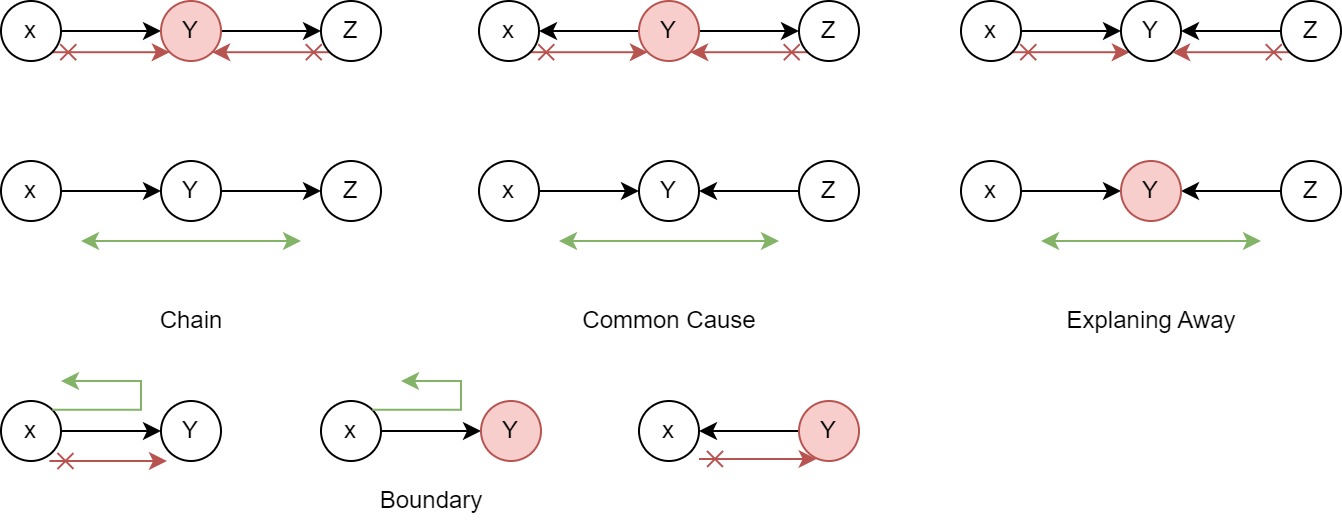 x Y Z x Y Z x Y Z
x Y Z x Y Z x Y Z
Chain Common Cause Explaning Away
x Y x Y x Y
Boundary